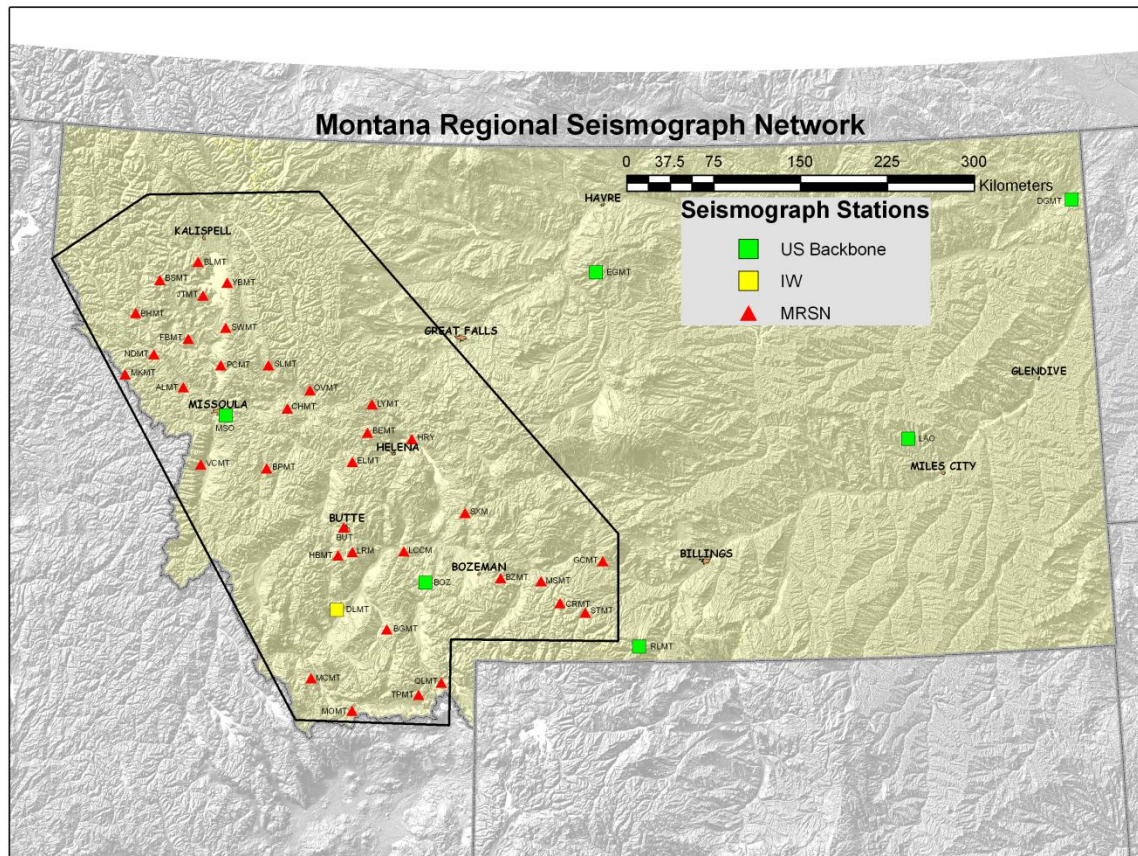 Montana Regional Seismograph Network
0 37.5 75 150 225 300
Kilometers
HAVRE
DGMT
Seismograph Stations
US Backbone
IW
MRSN
KALISPELL
BLMT
BSMT
YBMT
JTMT
EGMT
BHMT
SWMT
FBMT
GREAT FALLS
NDMT
PCMT
SLMT
MKMT
GLENDIVE
ALMT
OVMT
MISSOULA
CHMT
LYMT
MSO
BEMT
HRY
LAO
HELENA
VCMT
BPMT
ELMT
MILES CITY
SXM
BUTTE
BUT
HBMT
LRM
LCCM
BILLINGS
GCMT
BOZEMAN
BOZ
BZMT
MSMT
DLMT
CRMT
STMT
BGMT
RLMT
MCMT
QLMT
TPMT
MOMT